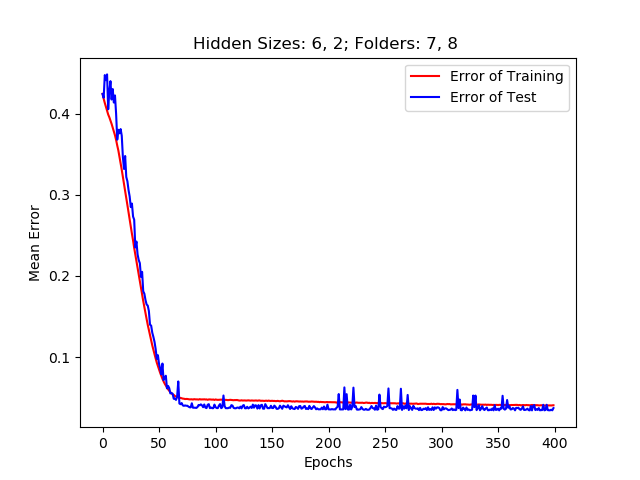 Hidden Sizes: 6, 2; Folders: 7, 8
Error of Training
Error of Test
Mean Error
0.4
0.3
0.2
0.1
0 50 100 150 200 250 300 350 400
Epochs